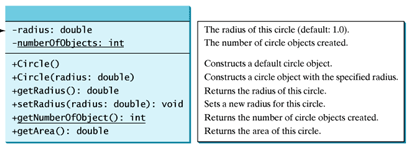 -radius: double
The radius of this circle (default: 1.0).
-numberOfObjects: int
The number of circle objects created.
+Circle()
Constructs a default circle object.
+Circle(radius: double)
Constructs a circle object with the specified radius.
+getRadius(): double
Returns the radius of this circle.
+setRadius(radius: double): void
Sets a new radius for this circle.
+getNumberOfObject(): int
Returns the number of circle objects created.
+getArea(): double
Returns the area of this circle.